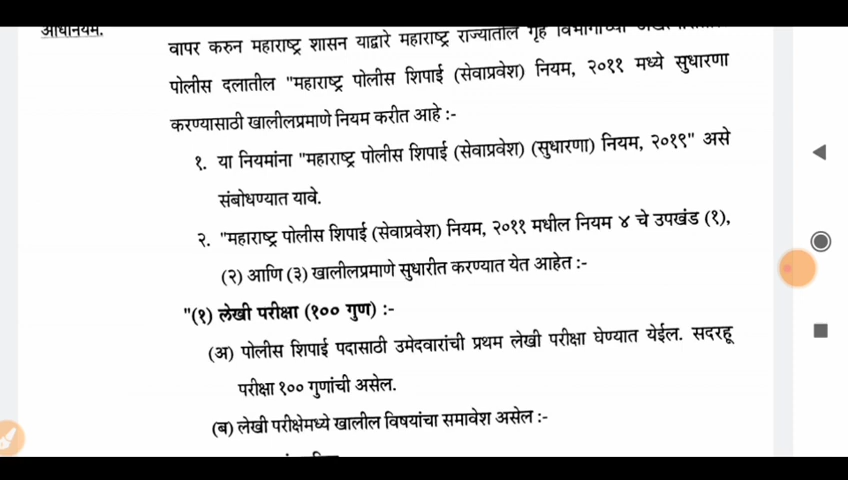 अधिनियम.
वापर करुन महाराष्ट्र शासन याद्वारे महाराष्ट्र राज्यातील गृह विभागाच्या
पोलीस दलातील "महाराष्ट्र पोलीस शिपाई (सेवाप्रवेश) नियम, २०११ मध्ये सुधारणा
करण्यासाठी खालीलप्रमाणे नियम करीत आहे :-
१. या नियमांना "महाराष्ट्र पोलीस शिपाई (सेवाप्रवेश) (सुधारणा) नियम, २०१९" असे
संबोधण्यात यावे.
२. "महाराष्ट्र पोलीस शिपाई (सेवाप्रवेश) नियम, २०११ मधील नियम ४ चे उपखंड (१),
(२) आणि (३) खालीलप्रमाणे सुधारीत करण्यात येत आहेत :-
"(१) लेखी परीक्षा (१०० गुण) :-
(अ) पोलीस शिपाई पदासाठी उमेदवारांची प्रथम लेखी परीक्षा घेण्यात येईल. सदरहू
परीक्षा १०० गुणांची असेल.
(ब) लेखी परीक्षेमध्ये खालील विषयांचा समावेश असेल :-